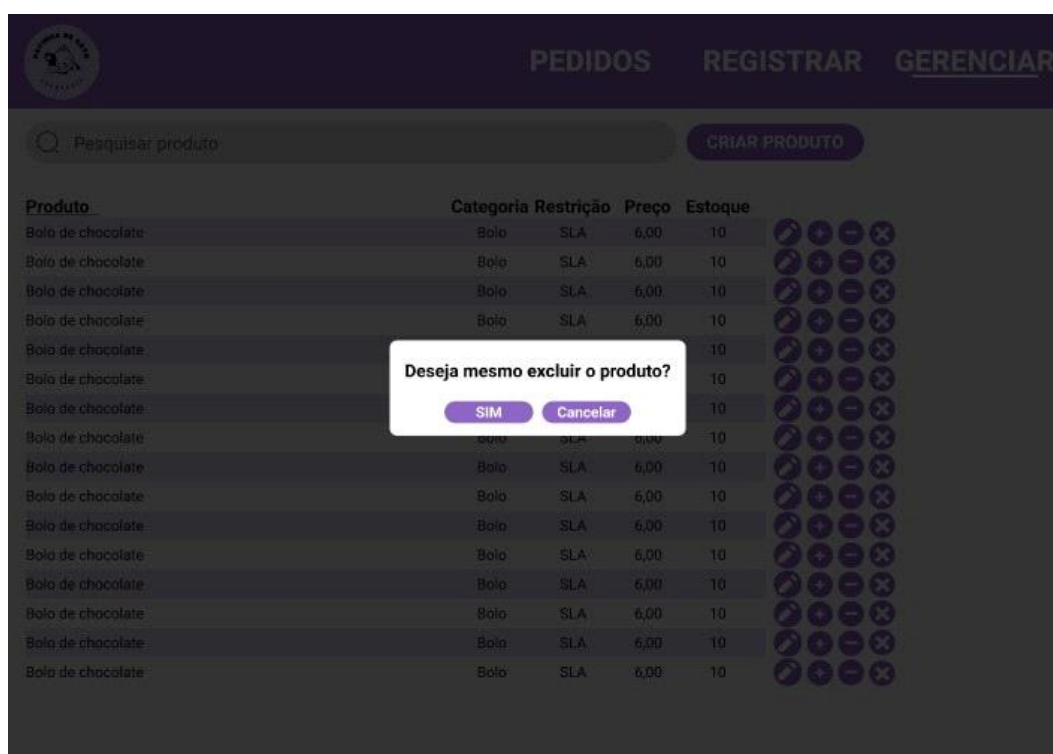 PEDIDOS REGISTRAR GERENCIAR
Pesquisar produto CRIAR PRODUTO
Produto Categoria Restrição Preço Estoque
Bolo de chocolate Bolo SLA 6,00 10
Bolo de chocolate Bolo SLA 6,00 10
Bolo de chocolate Bolo SLA 6,00 10
Bolo de chocolate Bolo SLA 6,00 10
Bolo de chocolate 10
Deseja mesmo excluir o produto?
Bolo de chocolate 10
SIM Cancelar
Bolo de chocolate 10
Bolo de chocolate Bolo SLA 6,00 10
Bolo de chocolate Bolo SLA 6,00 10
Bolo de chocolate Bolo SLA 6,00 10
Bolo de chocolate Bolo SLA 6,00 10
Bolo de chocolate Bolo SLA 6,00 10
Bolo de chocolate Bolo SLA 6,00 10
Bolo de chocolate Bolo SLA 6,00 10
Bolo de chocolate Bolo SLA 6,00 10
Bolo de chocolate Bolo SLA 6,00 10